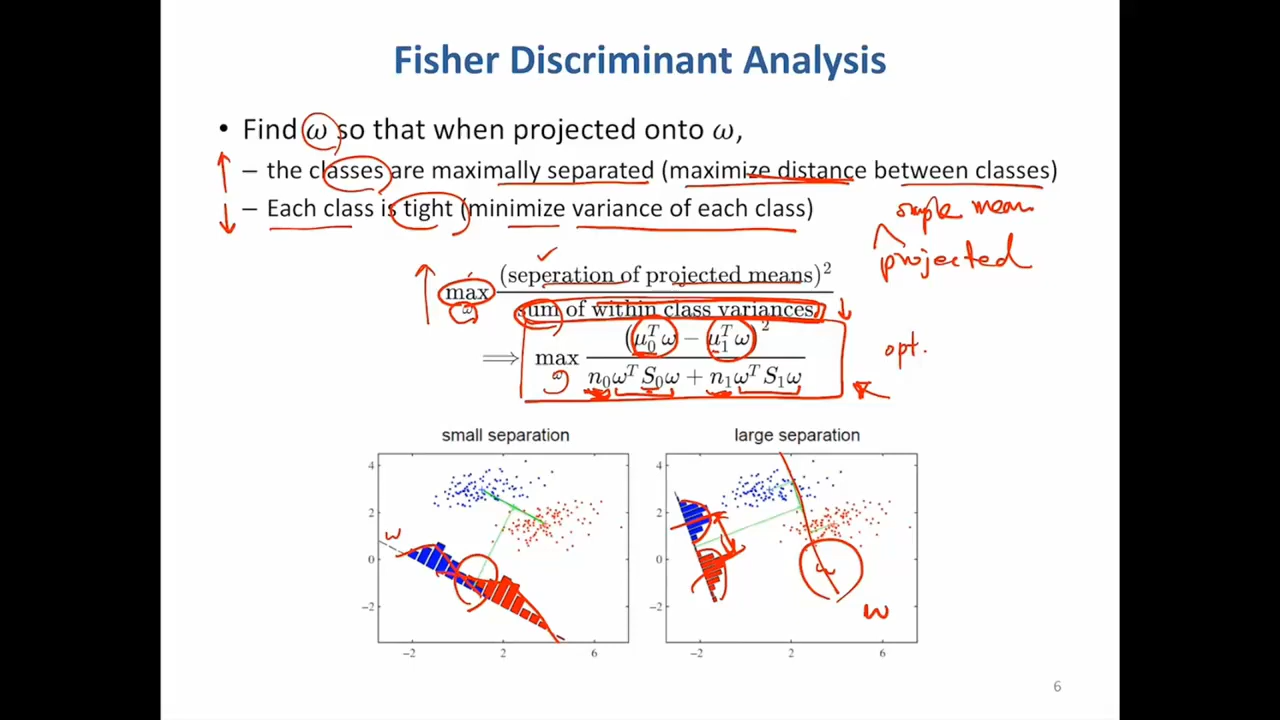 Fisher Discriminant Analysis
• Find ω so that when projected onto ω,
– the classes are maximally separated (maximize distance between classes)
– Each class is tight (minimize variance of each class)
sample mean
projected
max ω (seperation of projected means)² / sum of within class variances
⟹ max ω (μ₀ᵀω − μ₁ᵀω)² / n₀ωᵀS₀ω + n₁ωᵀS₁ω
opt.
small separation
large separation
4
2
0
−2
−2
2
6
ω
4
2
0
−2
−2
2
6
ω
ω
6